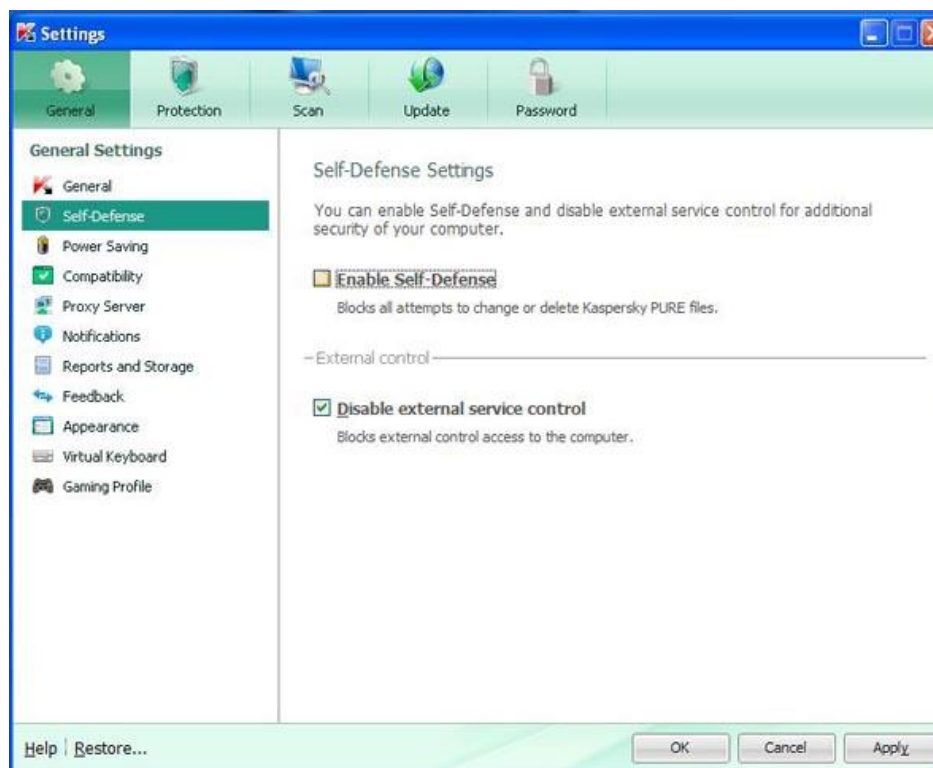 Settings
General
Protection
Scan
Update
Password
General Settings
General
Self-Defense
Power Saving
Compatibility
Proxy Server
Notifications
Reports and Storage
Feedback
Appearance
Virtual Keyboard
Gaming Profile
Self-Defense Settings
You can enable Self-Defense and disable external service control for additional
security of your computer.
Enable Self-Defense
Blocks all attempts to change or delete Kaspersky PURE files.
External control
Disable external service control
Blocks external control access to the computer.
Help | Restore...
OK
Cancel
Apply